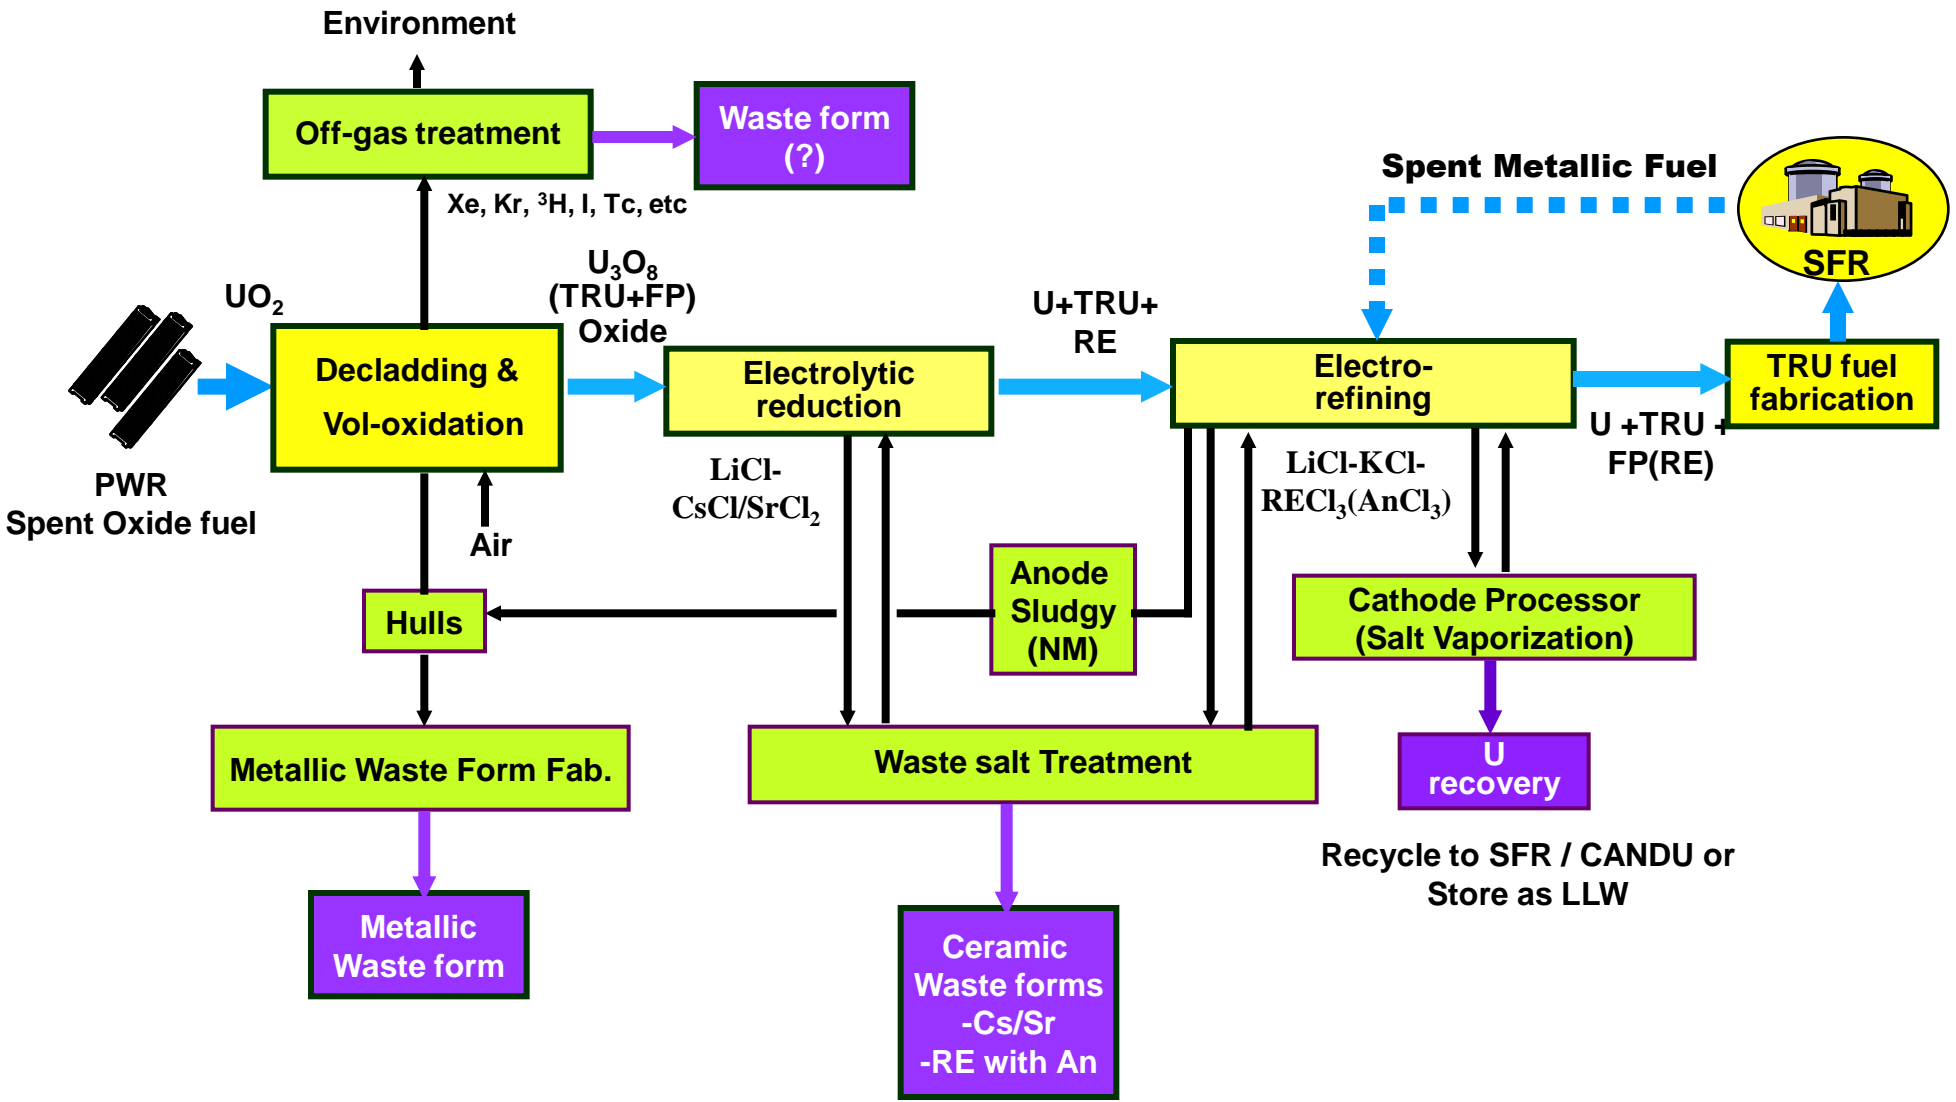 Environment
Off-gas treatment
Waste form
(?)
Xe, Kr, ³H, I, Tc, etc
Spent Metallic Fuel
SFR
UO₂
U₃O₈
(TRU+FP)
Oxide
U+TRU+
RE
Decladding &
Vol-oxidation
Electrolytic
reduction
Electro-
refining
TRU fuel
fabrication
U +TRU +
FP(RE)
PWR
Spent Oxide fuel
Air
LiCl-
CsCl/SrCl₂
LiCl-KCl-
RECl₃(AnCl₃)
Hulls
Anode
Sludgy
(NM)
Cathode Processor
(Salt Vaporization)
Metallic Waste Form Fab.
Waste salt Treatment
U
recovery
Recycle to SFR / CANDU or
Store as LLW
Metallic
Waste form
Ceramic
Waste forms
-Cs/Sr
-RE with An